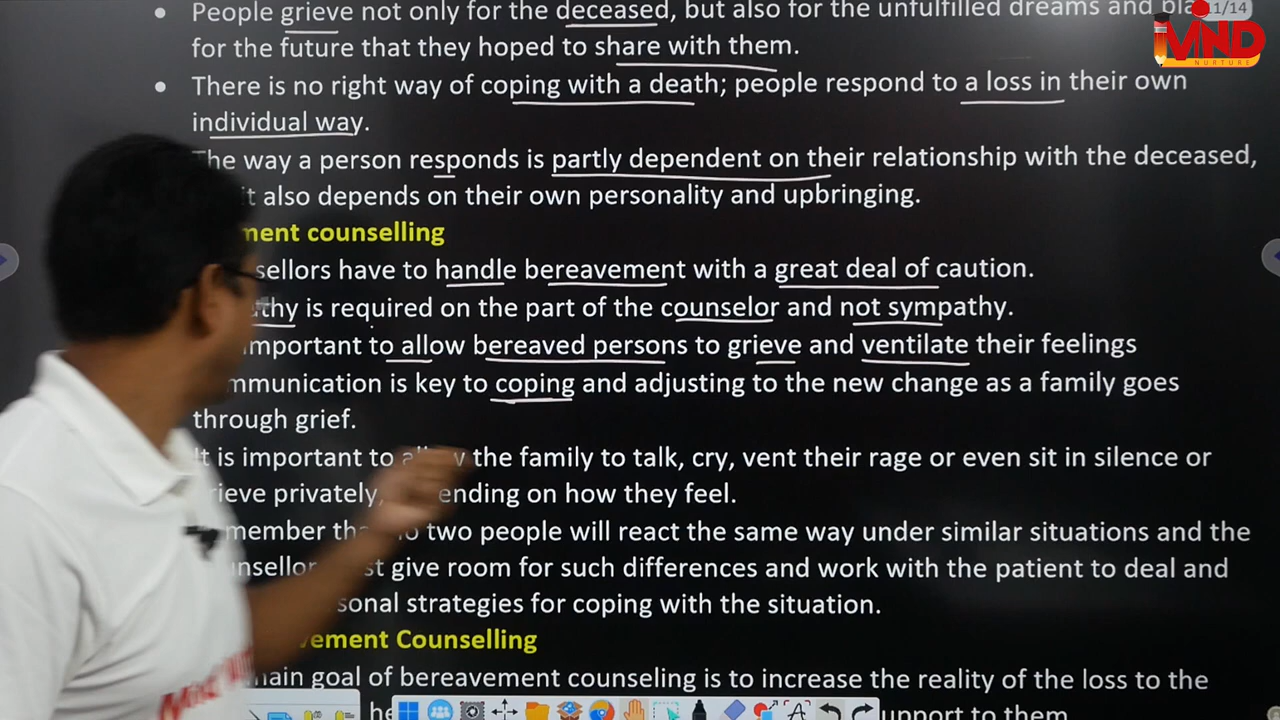 People grieve not only for the deceased, but also for the unfulfilled dreams and
for the future that they hoped to share with them.
There is no right way of coping with a death; people respond to a loss in their own
individual way.
The way a person responds is partly dependent on their relationship with the deceased,
it also depends on their own personality and upbringing.
ment counselling
sellors have to handle bereavement with a great deal of caution.
thy is required on the part of the counselor and not sympathy.
important to allow bereaved persons to grieve and ventilate their feelings
mmunication is key to coping and adjusting to the new change as a family goes
through grief.
It is important to the family to talk, cry, vent their rage or even sit in silence or
rieve privately, ending on how they feel.
member two people will react the same way under similar situations and the
nsellor st give room for such differences and work with the patient to deal and
sonal strategies for coping with the situation.
vement Counselling
main goal of bereavement counseling is to increase the reality of the loss to the
he upport to them
11/14
MIND
NURTURE